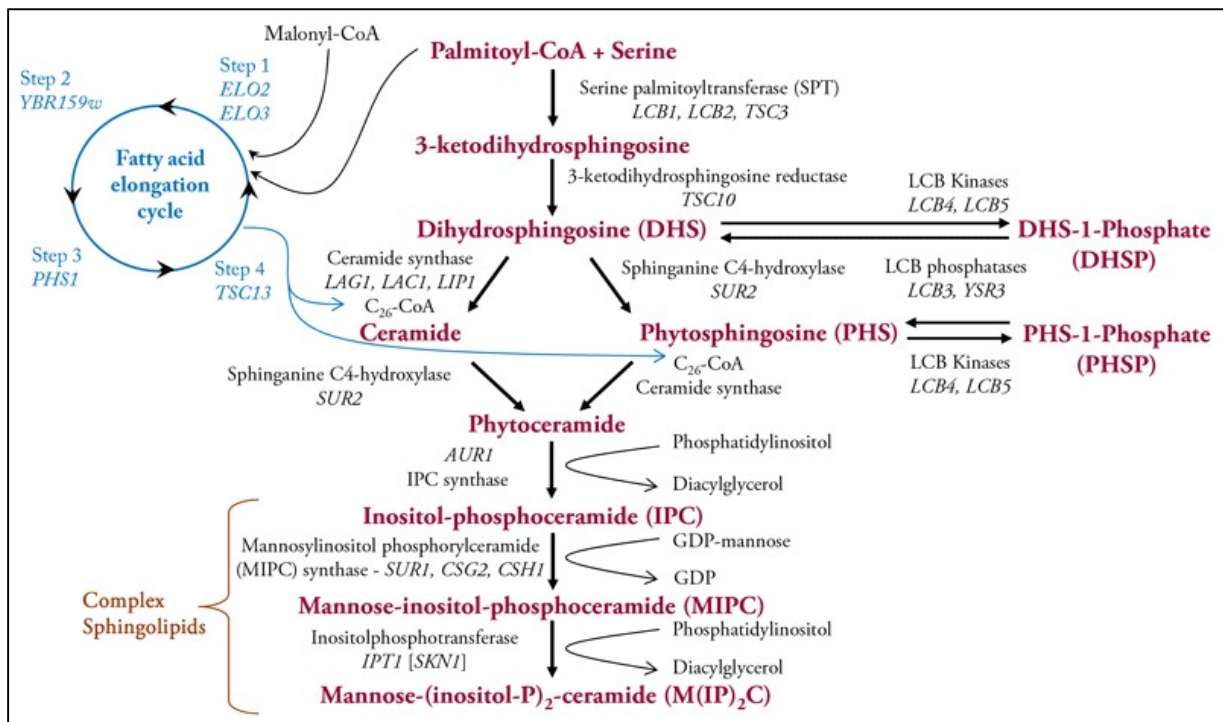 Malonyl-CoA
Palmitoyl-CoA + Serine
Step 2
YBR159w
Step 1
ELO2
ELO3
Serine palmitoyltransferase (SPT)
LCB1, LCB2, TSC3
Fatty acid
elongation
cycle
3-ketodihydrosphingosine
3-ketodihydrosphingosine reductase
TSC10
LCB Kinases
LCB4, LCB5
Dihydrosphingosine (DHS)
DHS-1-Phosphate
(DHSP)
Step 3
PHS1
Step 4
TSC13
Ceramide synthase
LAG1, LAC1, LIP1
C26-CoA
Sphinganine C4-hydroxylase
SUR2
LCB phosphatases
LCB3, YSR3
Ceramide
Phytosphingosine (PHS)
PHS-1-Phosphate
(PHSP)
Sphinganine C4-hydroxylase
SUR2
C26-CoA
Ceramide synthase
LCB Kinases
LCB4, LCB5
Phytoceramide
AUR1
IPC synthase
Phosphatidylinositol
Diacylglycerol
Inositol-phosphoceramide (IPC)
Mannosylinositol phosphorylceramide
(MIPC) synthase - SUR1, CSG2, CSH1
GDP-mannose
GDP
Complex
Sphingolipids
Mannose-inositol-phosphoceramide (MIPC)
Inositolphosphotransferase
IPT1 [SKN1]
Phosphatidylinositol
Diacylglycerol
Mannose-(inositol-P)2-ceramide (M(IP)2C)